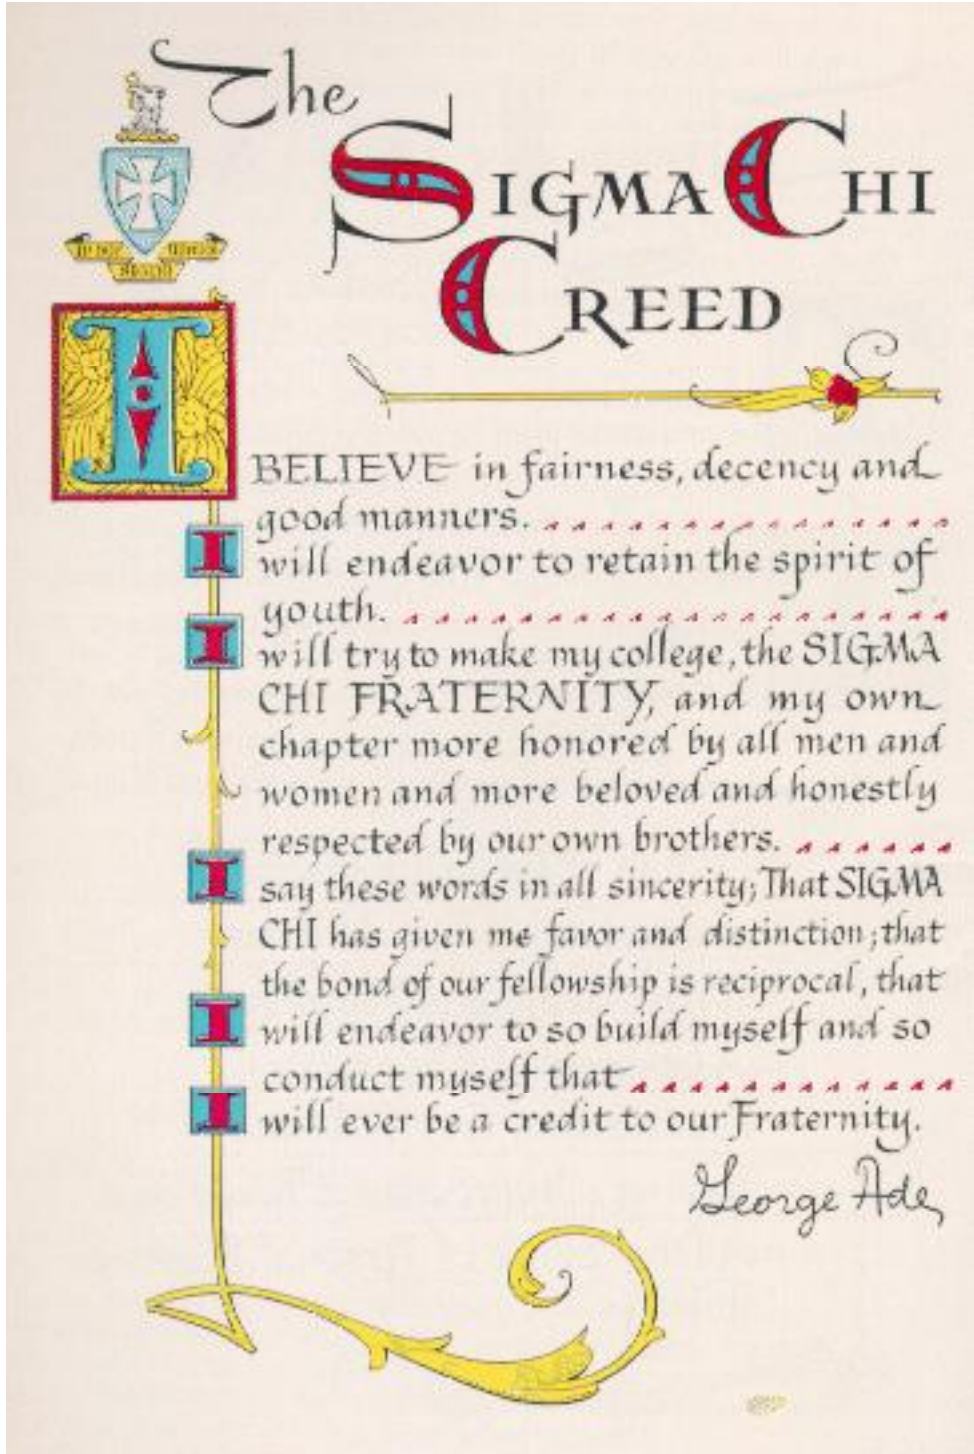 The
SIGMA CHI
CREED
I
BELIEVE in fairness, decency and
good manners.
I will endeavor to retain the spirit of
youth.
I will try to make my college, the SIGMA
CHI FRATERNITY, and my own
chapter more honored by all men and
women and more beloved and honestly
respected by our own brothers.
I say these words in all sincerity; That SIGMA
CHI has given me favor and distinction; that
the bond of our fellowship is reciprocal, that
I will endeavor to so build myself and so
conduct myself that
I will ever be a credit to our Fraternity.
George Ade